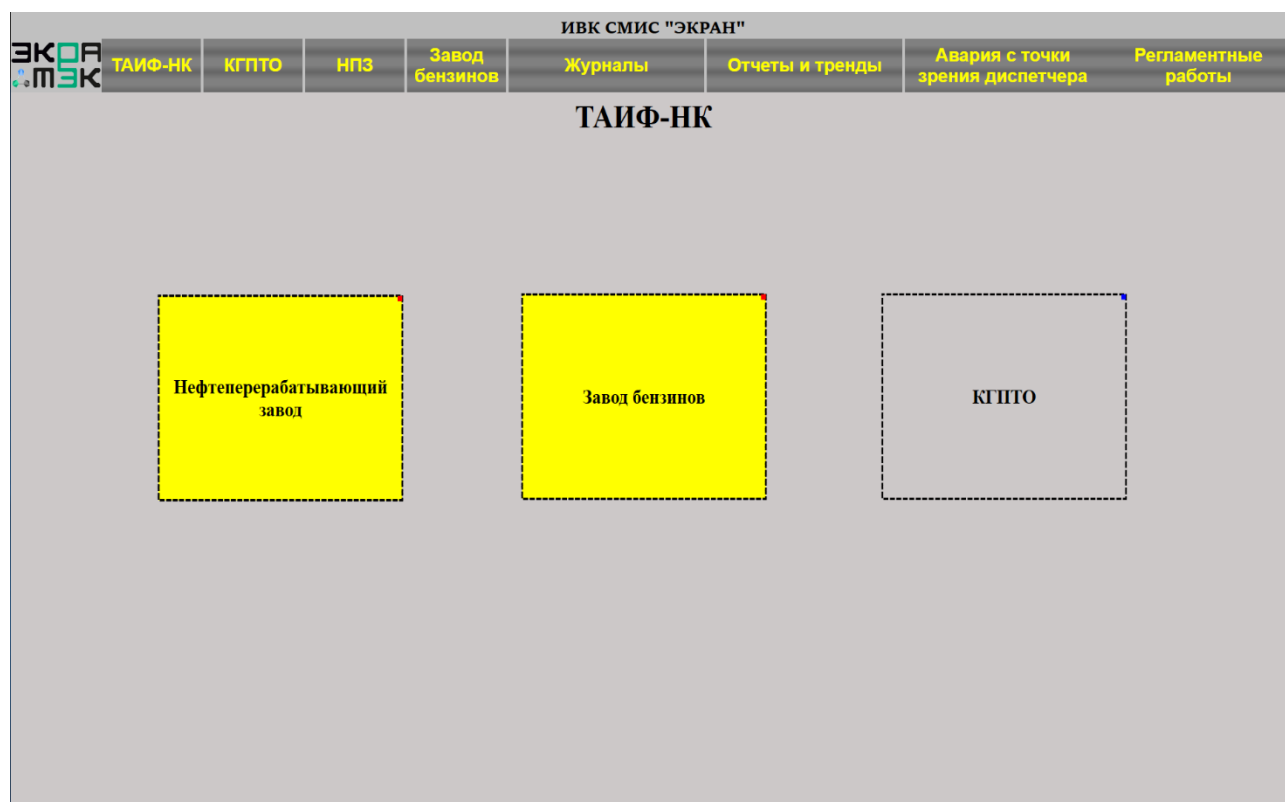 ИВК СМИС "ЭКРАН"
ЭКРА
ТЭК
ТАИФ-НК
КГПТО
НПЗ
Завод
бензинов
Журналы
Отчеты и тренды
Авария с точки
зрения диспетчера
Регламентные
работы
ТАИФ-НК
Нефтеперерабатывающий
завод
Завод бензинов
КГПТО